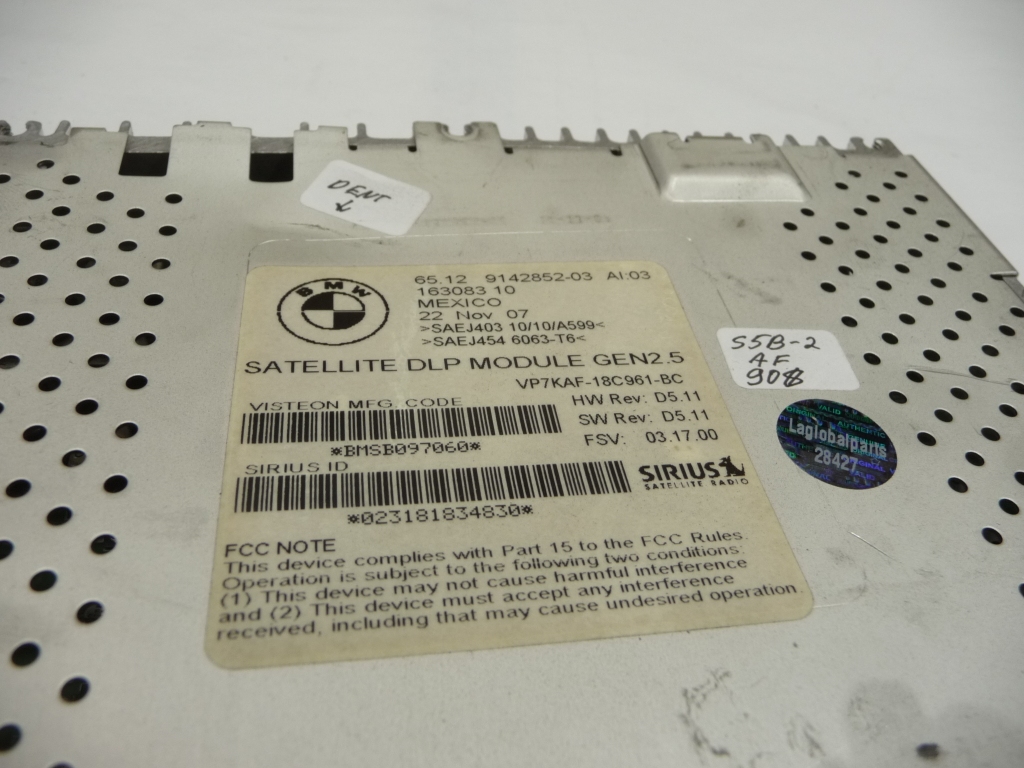 DENT
BMW
65.12 9142852-03 AI:03
163083 10
MEXICO
22 Nov 07
>SAEJ403 10/10/A599<
>SAEJ454 6063-T6<
SATELLITE DLP MODULE GEN2.5
VP7KAF-18C961-BC
VISTEON MFG. CODE
HW Rev: D5.11
SW Rev: D5.11
*BMSB097060*
FSV: 03.17.00
SIRIUS ID
SIRIUS
SATELLITE RADIO
*023181834830*
FCC NOTE
This device complies with Part 15 to the FCC Rules.
Operation is subject to the following two conditions:
(1) This device may not cause harmful interference
and (2) This device must accept any interference
received, including that may cause undesired operation.
S5B-2
AF
908
Laglobalparts
28427